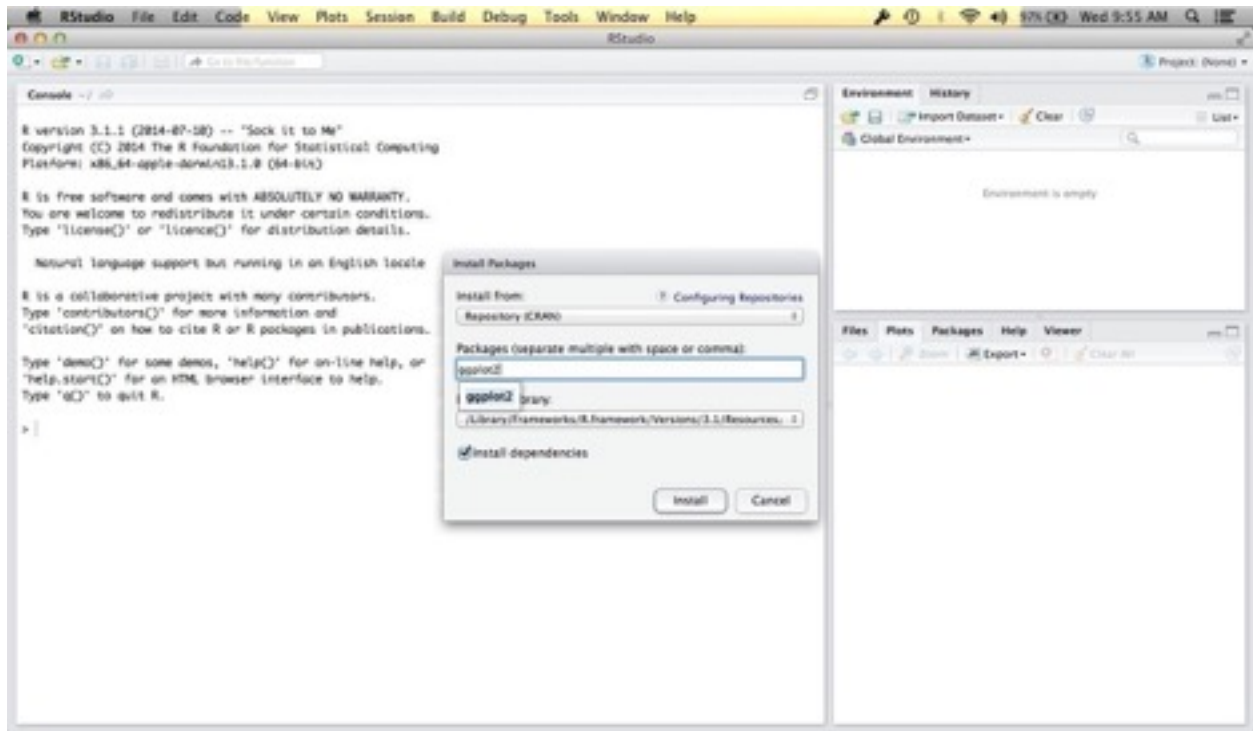 RStudio File Edit Code View Plots Session Build Debug Tools Window Help 97% Wed 9:55 AM
RStudio
Go to file/function
Project: (None)
Console ~/
R version 3.1.1 (2014-07-10) -- "Sock it to Me"
Copyright (C) 2014 The R Foundation for Statistical Computing
Platform: x86_64-apple-darwin13.1.0 (64-bit)
R is free software and comes with ABSOLUTELY NO WARRANTY.
You are welcome to redistribute it under certain conditions.
Type 'license()' or 'licence()' for distribution details.
Natural language support but running in an English locale
R is a collaborative project with many contributors.
Type 'contributors()' for more information and
'citation()' on how to cite R or R packages in publications.
Type 'demo()' for some demos, 'help()' for on-line help, or
'help.start()' for an HTML browser interface to help.
Type 'q()' to quit R.
>
Install Packages
Install from: ? Configuring Repositories
Repository (CRAN)
Packages (separate multiple with space or comma):
ggplot2
ggplot2
brary:
/Library/Frameworks/R.framework/Versions/3.1/Resources/
Install dependencies
Install Cancel
Environment History
Import Dataset Clear List
Global Environment
Environment is empty
Files Plots Packages Help Viewer
Zoom Export Clear All